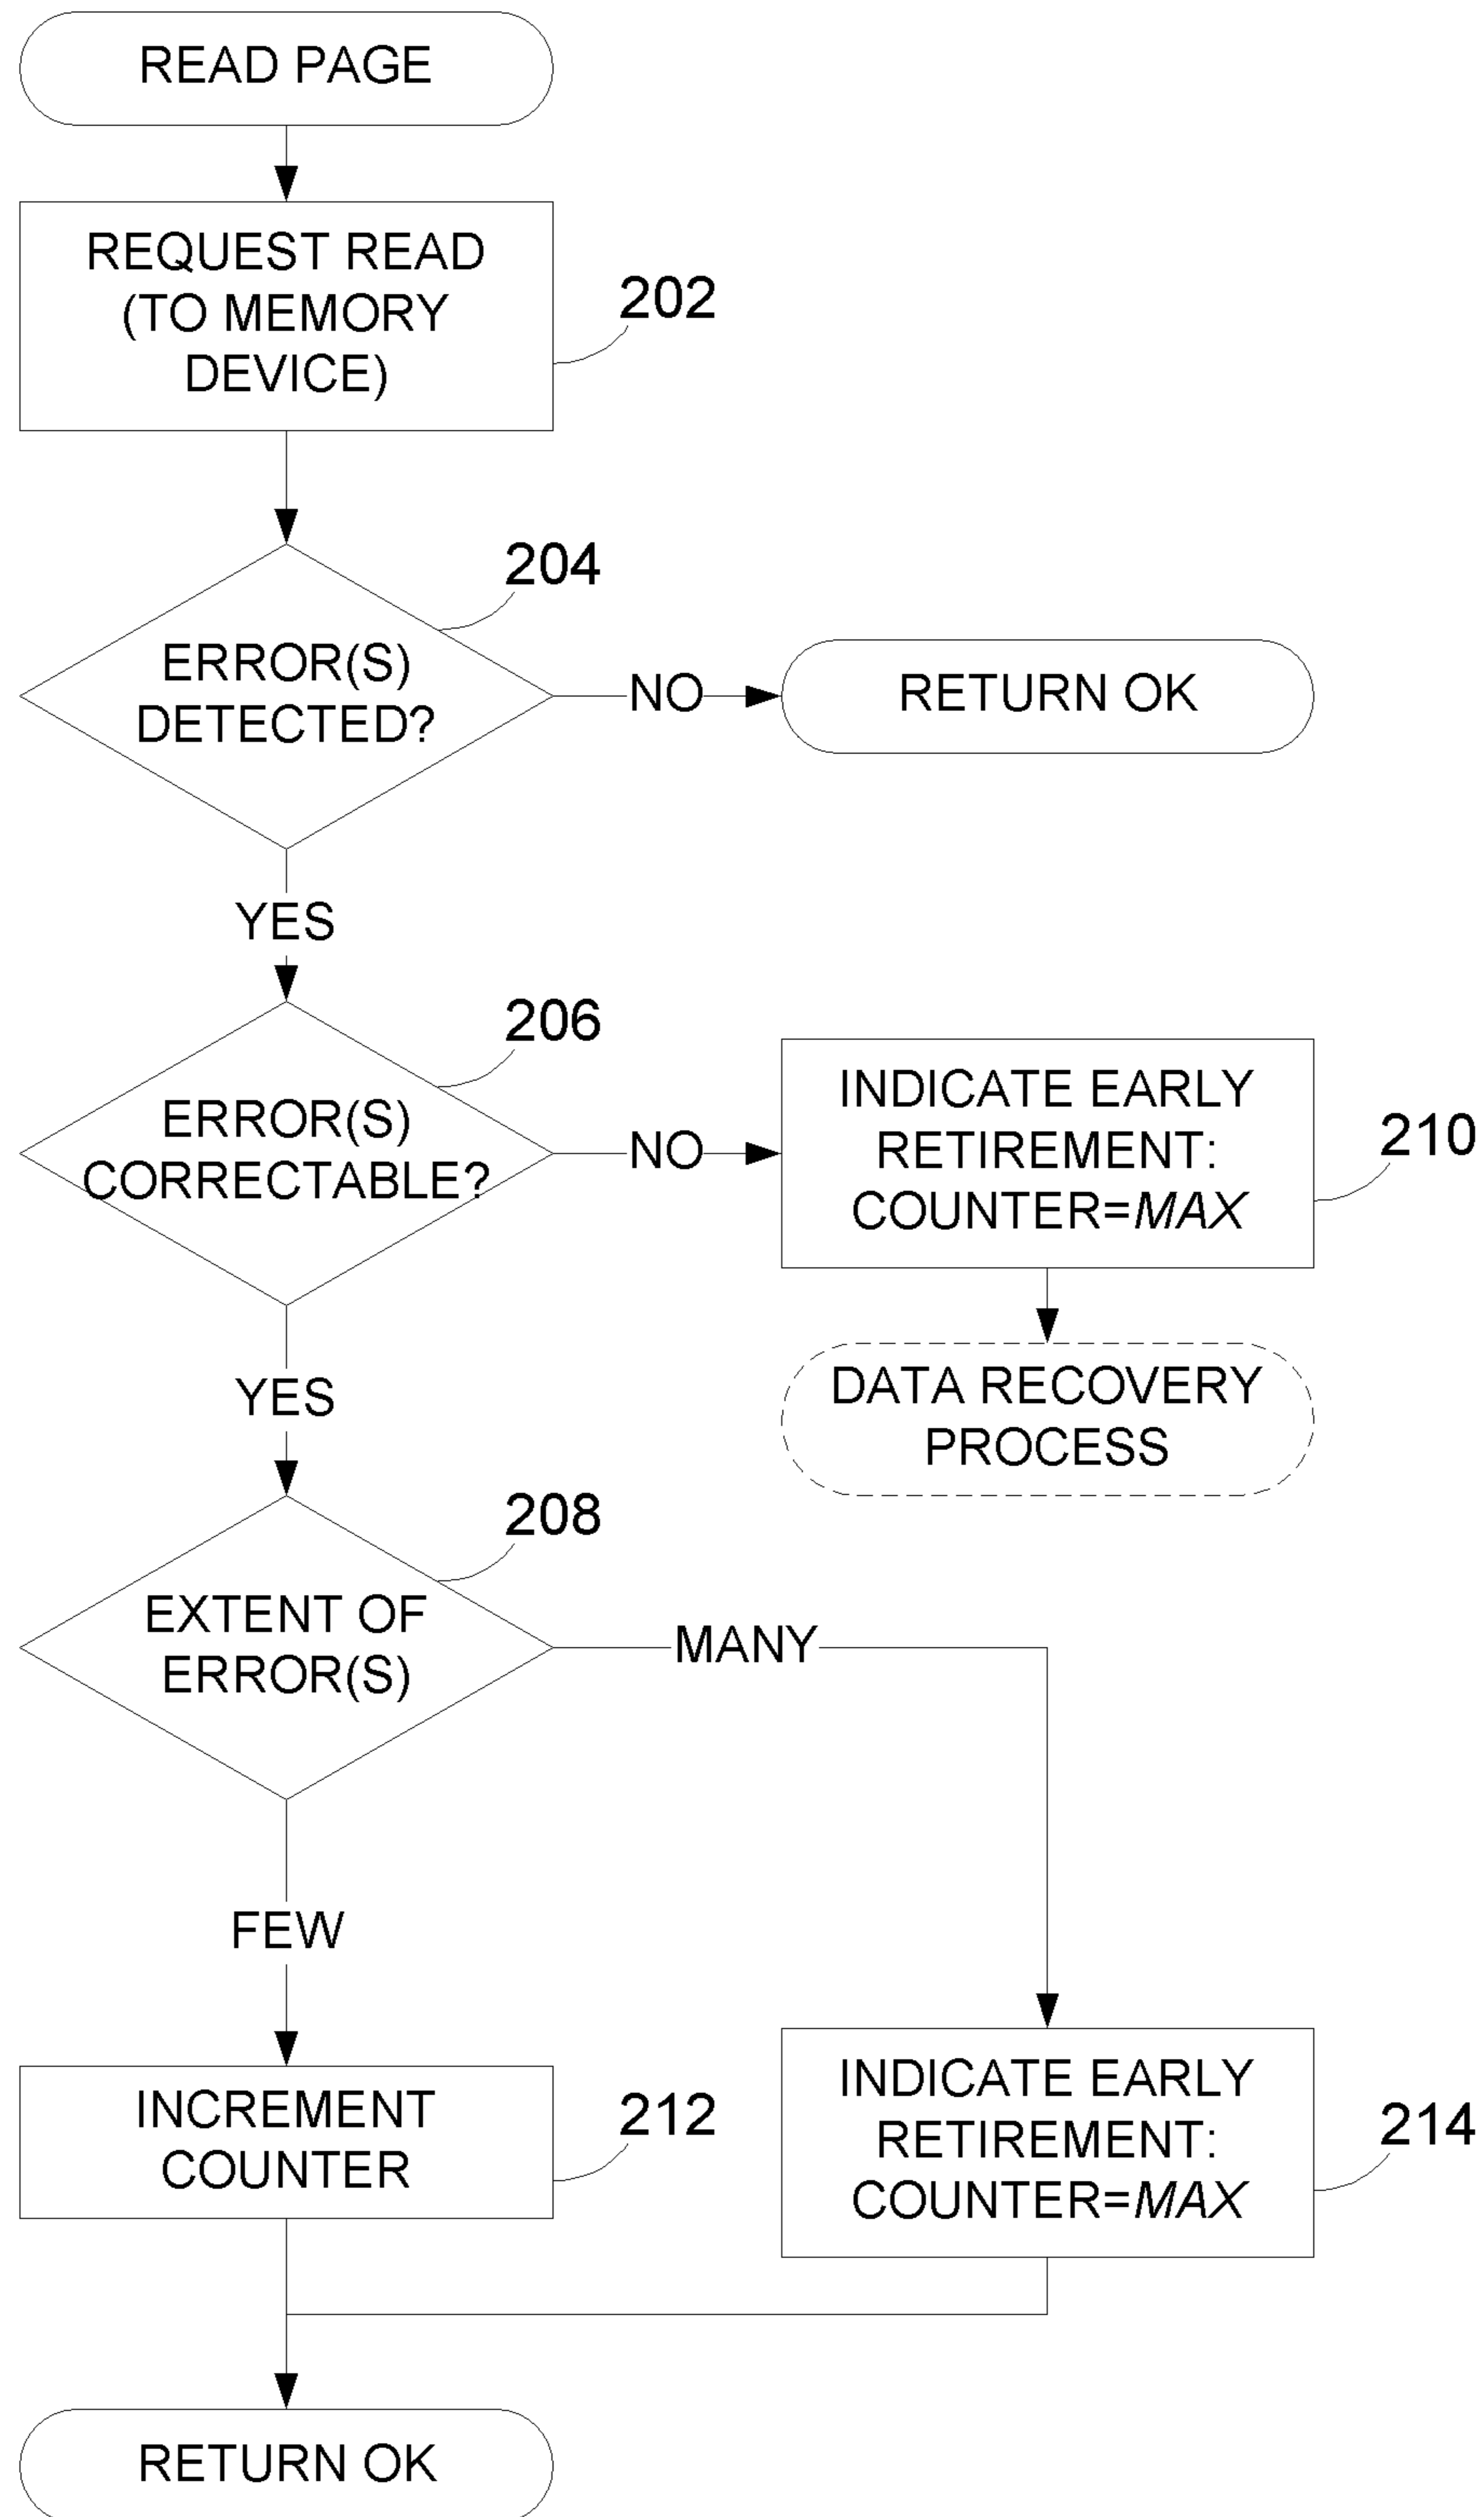 READ PAGE
REQUEST READ
(TO MEMORY
DEVICE)
202
204
ERROR(S)
DETECTED?
NO
RETURN OK
YES
206
ERROR(S)
CORRECTABLE?
NO
INDICATE EARLY
RETIREMENT:
COUNTER=MAX
210
DATA RECOVERY
PROCESS
YES
208
EXTENT OF
ERROR(S)
MANY
FEW
INCREMENT
COUNTER
212
INDICATE EARLY
RETIREMENT:
COUNTER=MAX
214
RETURN OK